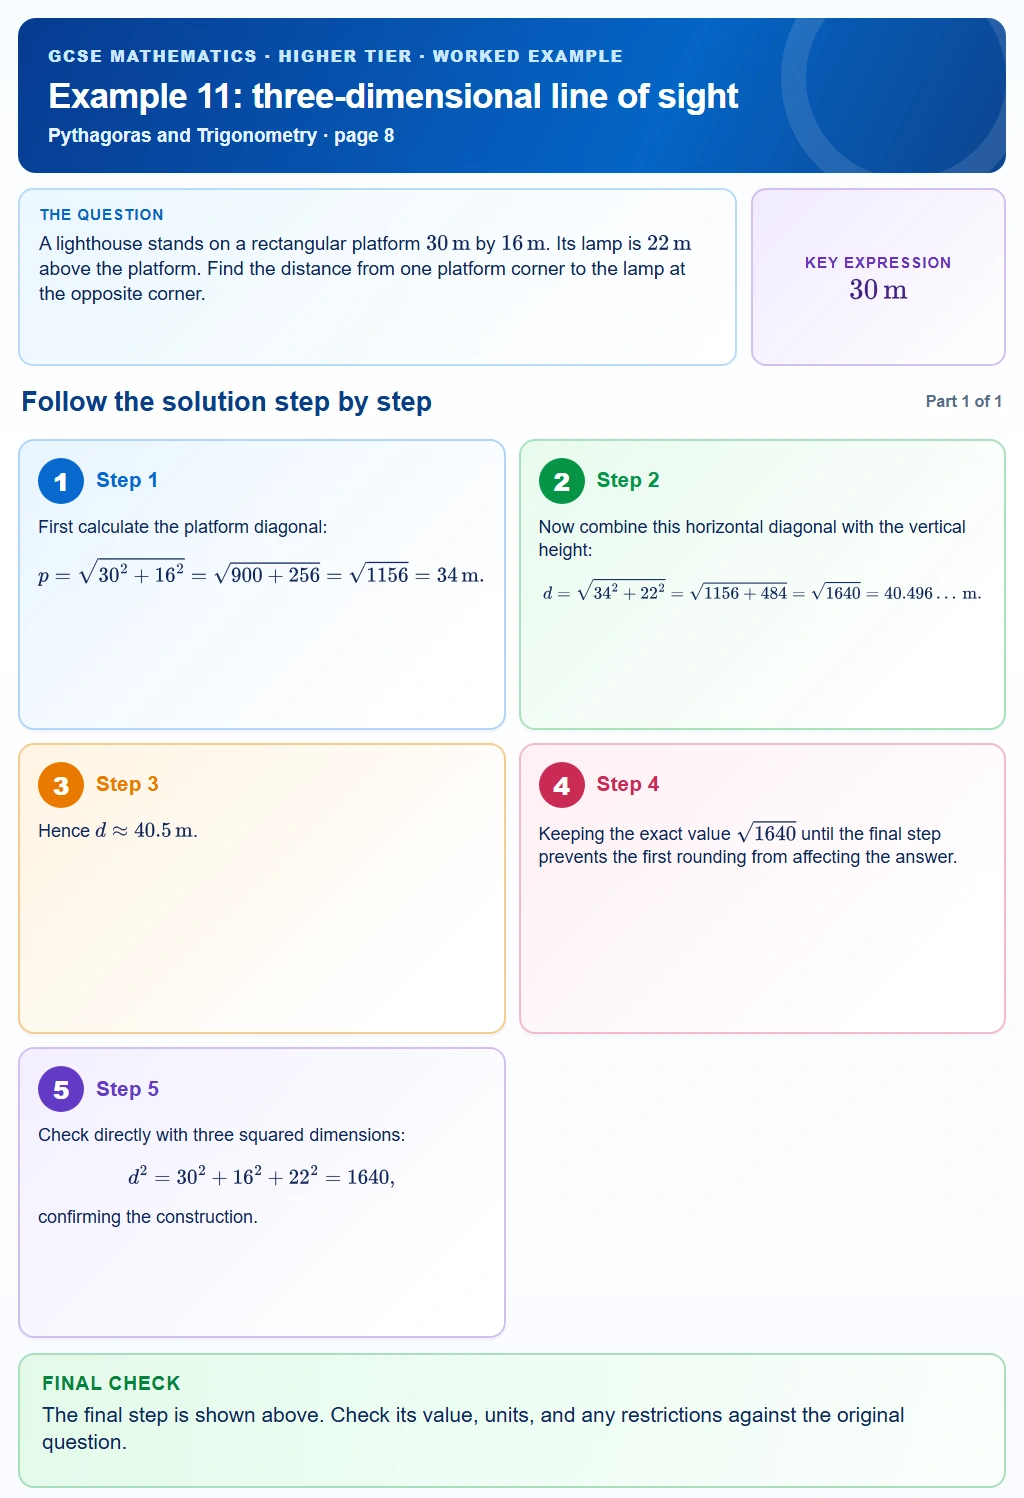 GCSE MATHEMATICS · HIGHER TIER · WORKED EXAMPLE
Example 11: three-dimensional line of sight
Pythagoras and Trigonometry · page 8
THE QUESTION
A lighthouse stands on a rectangular platform 30 m by 16 m. Its lamp is 22 m
above the platform. Find the distance from one platform corner to the lamp at
the opposite corner.
KEY EXPRESSION
30 m
Follow the solution step by step
Part 1 of 1
1 Step 1
First calculate the platform diagonal:
p = √(30² + 16²) = √(900 + 256) = √1156 = 34 m.
2 Step 2
Now combine this horizontal diagonal with the vertical
height:
d = √(34² + 22²) = √(1156 + 484) = √1640 = 40.496… m.
3 Step 3
Hence d ≈ 40.5 m.
4 Step 4
Keeping the exact value √1640 until the final step
prevents the first rounding from affecting the answer.
5 Step 5
Check directly with three squared dimensions:
d² = 30² + 16² + 22² = 1640,
confirming the construction.
FINAL CHECK
The final step is shown above. Check its value, units, and any restrictions against the original
question.